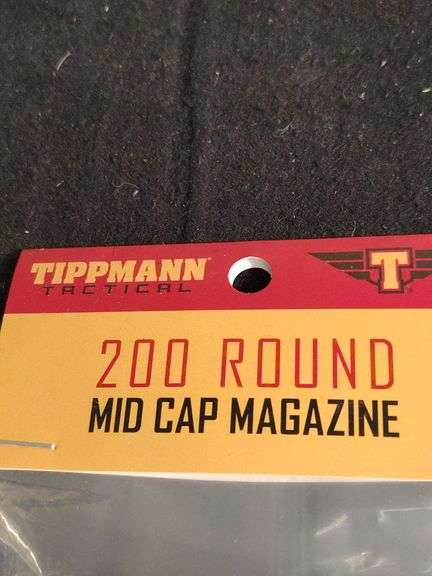 TIPPMANN
TACTICAL
T
200 ROUND
MID CAP MAGAZINE